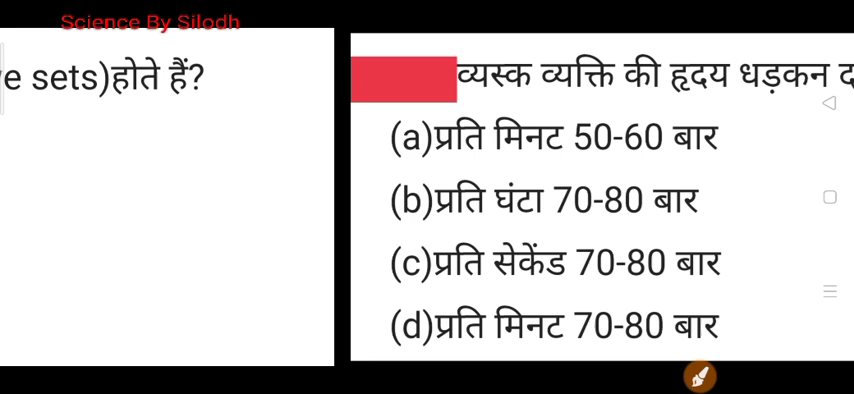 Science By Silodh
e sets)होते हैं?
व्यस्क व्यक्ति की हृदय धड़कन
(a)प्रति मिनट 50-60 बार
(b)प्रति घंटा 70-80 बार
(c)प्रति सेकेंड 70-80 बार
(d)प्रति मिनट 70-80 बार